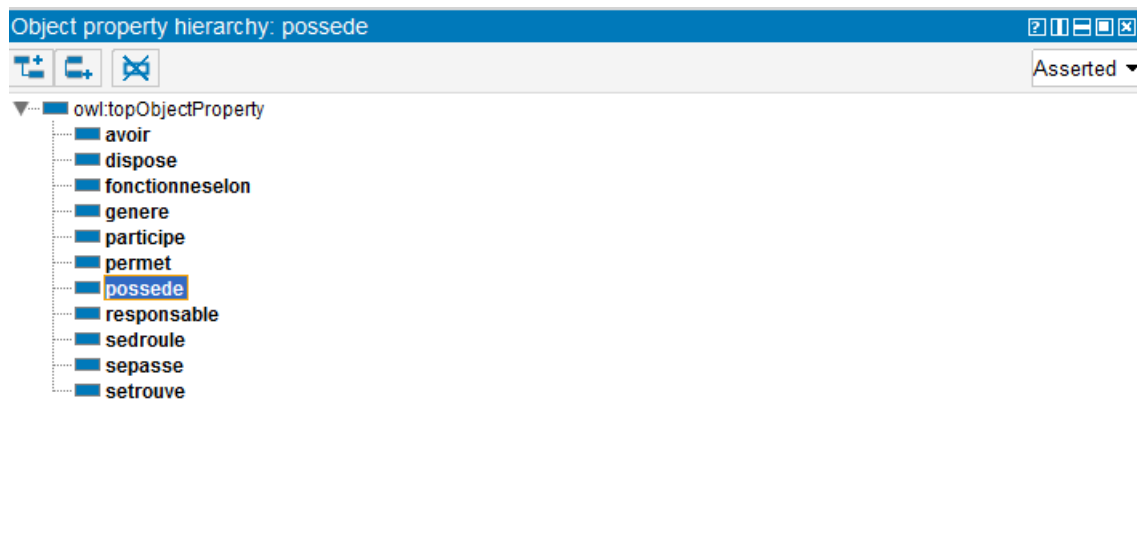 Object property hierarchy: possede
Asserted
owl:topObjectProperty
avoir
dispose
fonctionneselon
genere
participe
permet
possede
responsable
sedroule
sepasse
setrouve